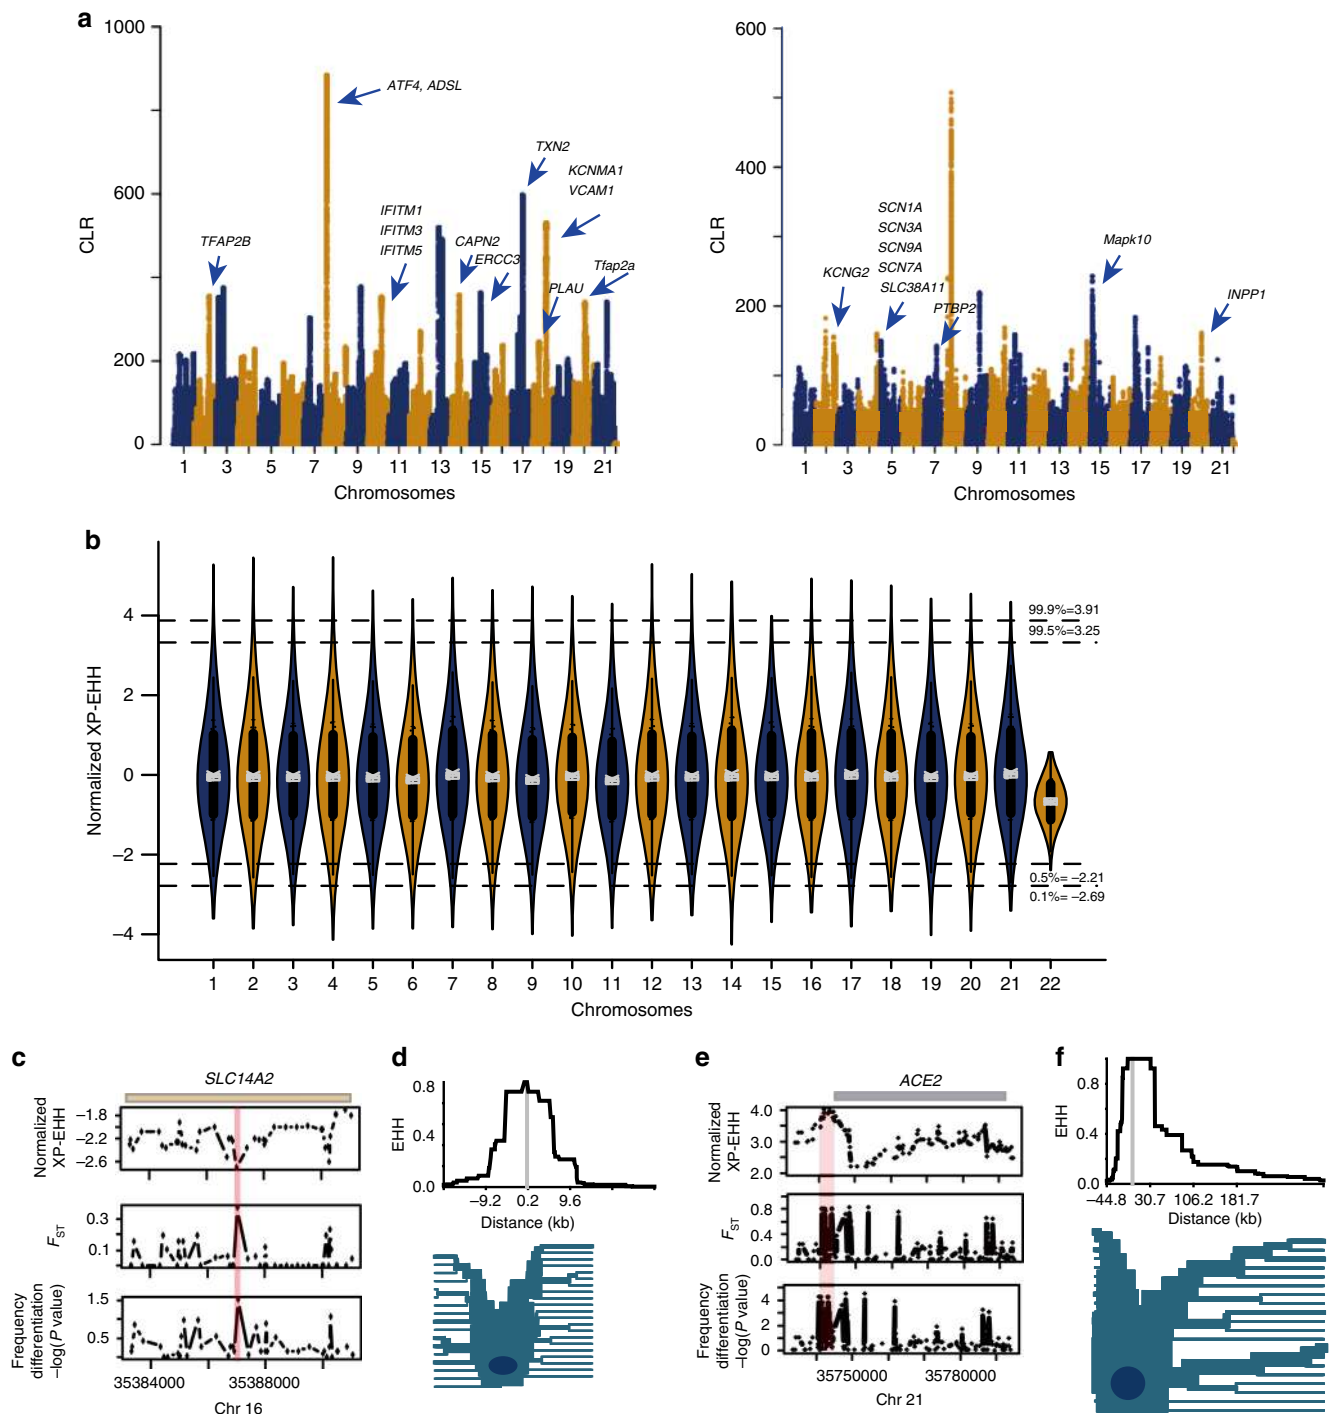 a
1000
600
200
0
CLR
ATF4, ADSL
TXN2
KCNMA1
VCAM1
IFITM1
IFITM3
IFITM5
TFAP2B
CAPN2
ERCC3
Tfap2a
PLAU
1 3 5 7 9 11 13 15 17 19 21
Chromosomes
600
400
200
0
CLR
SCN1A
SCN3A
SCN9A
SCN7A
SLC38A11
KCNG2
PTBP2
Mapk10
INPP1
1 3 5 7 9 11 13 15 17 19 21
Chromosomes
b
4
2
0
−2
−4
Normalized XP-EHH
99.9%=3.91
99.5%=3.25
0.5%= −2.21
0.1%= −2.69
1 2 3 4 5 6 7 8 9 10 11 12 13 14 15 16 17 18 19 20 21 22
Chromosomes
c
SLC14A2
Normalized
XP-EHH
−1.8
−2.2
−2.6
FST
0.3
0.1
Frequency
differentiation
−log(P value)
1.5
0.5
35384000 35388000
Chr 16
d
EHH
0.8
0.4
0.0
−9.2 0.2 9.6
Distance (kb)
e
ACE2
Normalized
XP-EHH
4.0
3.0
2.0
FST
0.8
0.4
0.0
Frequency
differentiation
−log(P value)
4
2
0
35750000 35780000
Chr 21
f
EHH
0.8
0.4
0.0
−44.8 30.7 106.2 181.7
Distance (kb)